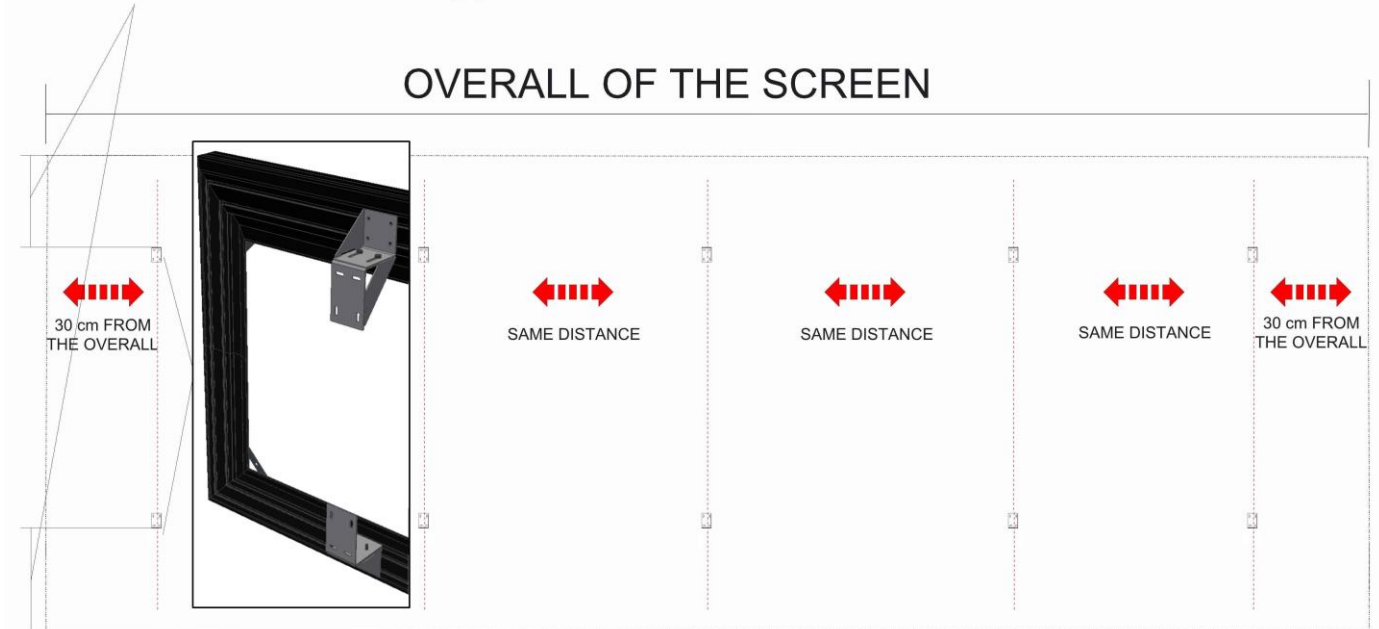 OVERALL OF THE SCREEN
30 cm FROM
THE OVERALL
SAME DISTANCE
SAME DISTANCE
SAME DISTANCE
30 cm FROM
THE OVERALL